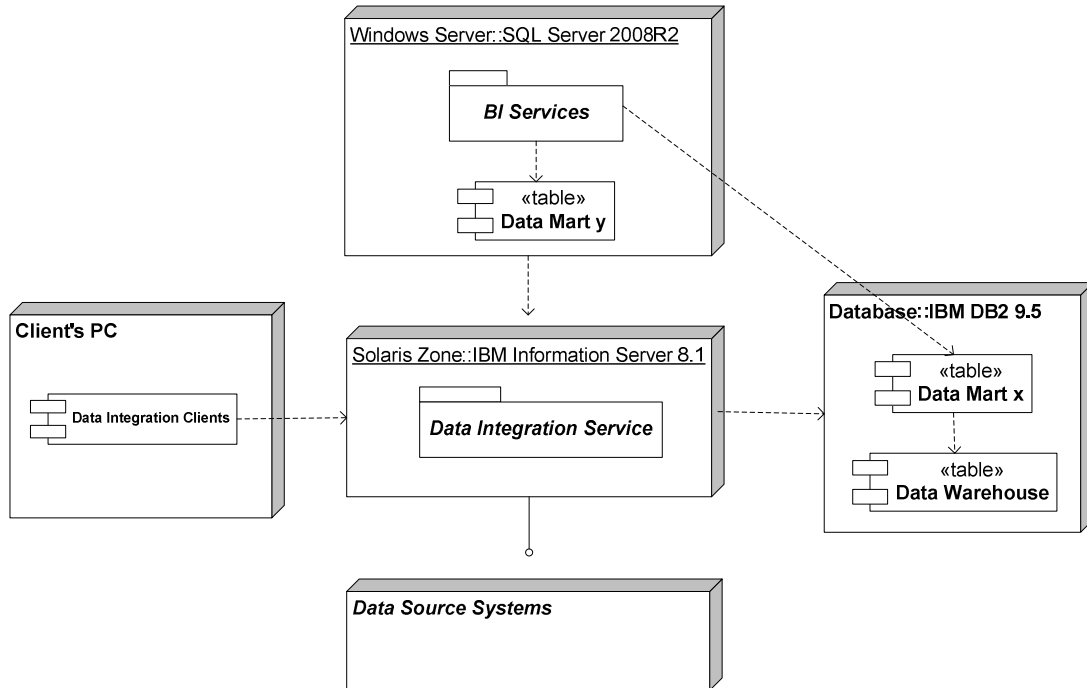 Windows Server::SQL Server 2008R2
BI Services
«table»
Data Mart y
Client's PC
Data Integration Clients
Solaris Zone::IBM Information Server 8.1
Data Integration Service
Database::IBM DB2 9.5
«table»
Data Mart x
«table»
Data Warehouse
Data Source Systems